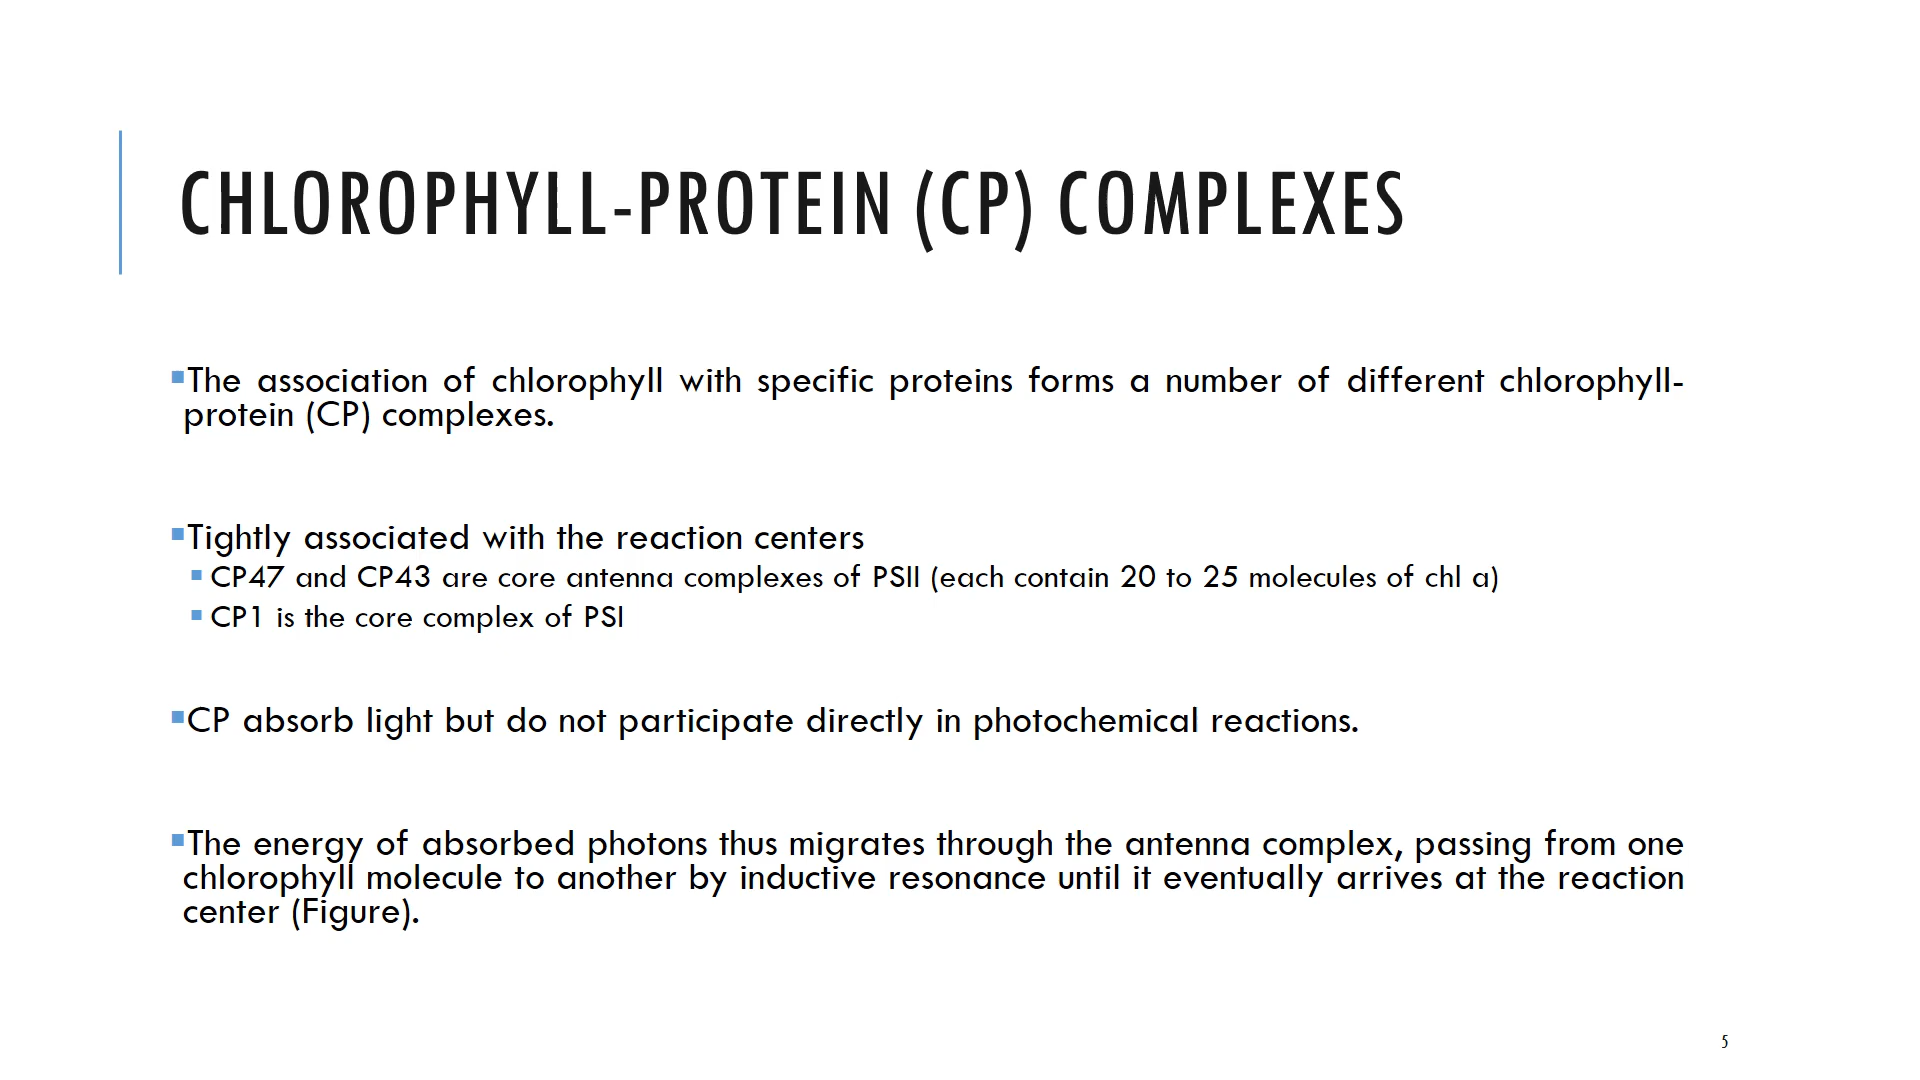 CHLOROPHYLL-PROTEIN (CP) COMPLEXES
▪The association of chlorophyll with specific proteins forms a number of different chlorophyll-
protein (CP) complexes.
▪Tightly associated with the reaction centers
▪ CP47 and CP43 are core antenna complexes of PSII (each contain 20 to 25 molecules of chl a)
▪ CP1 is the core complex of PSI
▪CP absorb light but do not participate directly in photochemical reactions.
▪The energy of absorbed photons thus migrates through the antenna complex, passing from one
chlorophyll molecule to another by inductive resonance until it eventually arrives at the reaction
center (Figure).
5